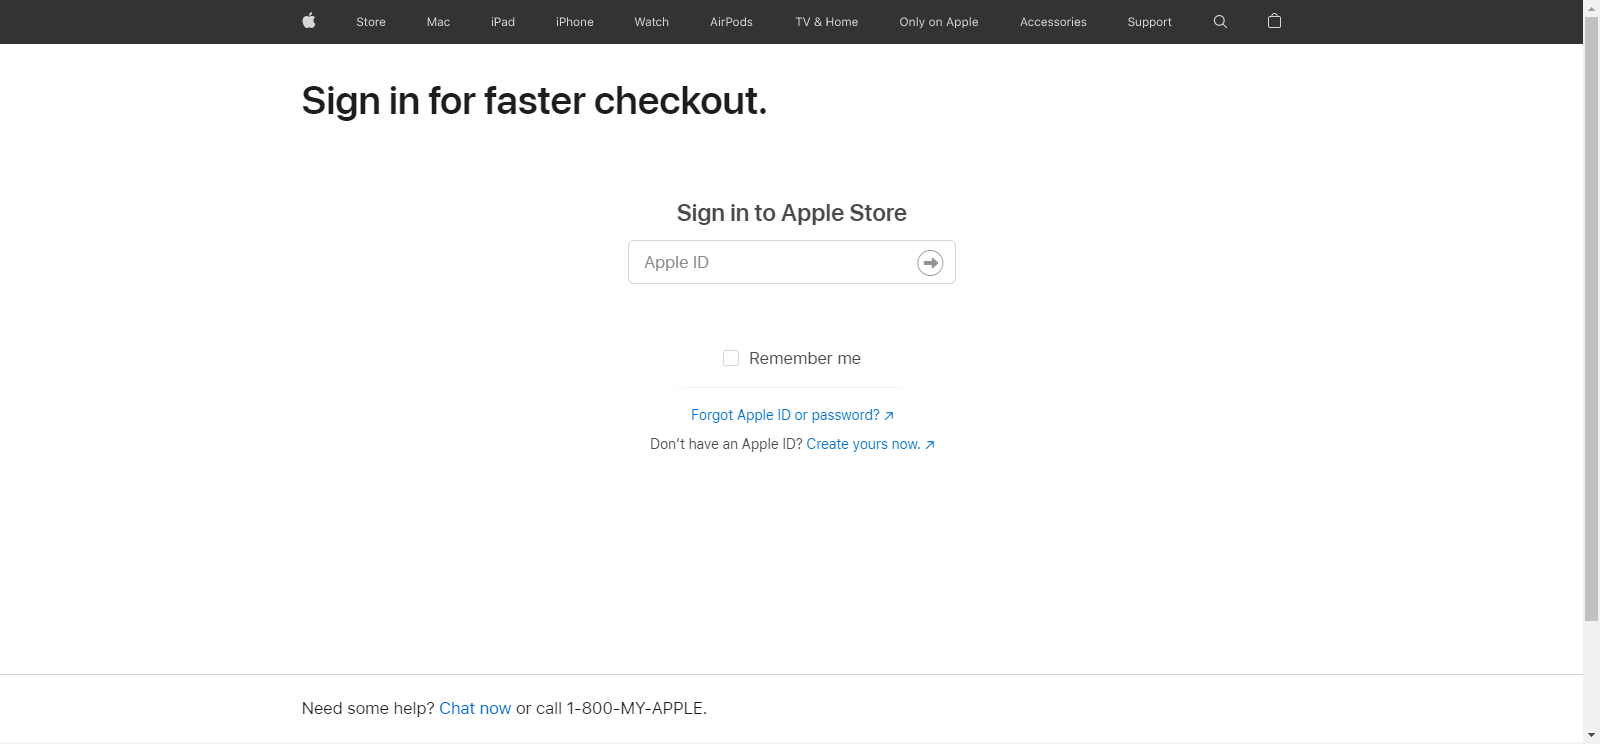 Store Mac iPad iPhone Watch AirPods TV & Home Only on Apple Accessories Support
Sign in for faster checkout.
Sign in to Apple Store
Apple ID
Remember me
Forgot Apple ID or password? ↗
Don’t have an Apple ID? Create yours now. ↗
Need some help? Chat now or call 1-800-MY-APPLE.